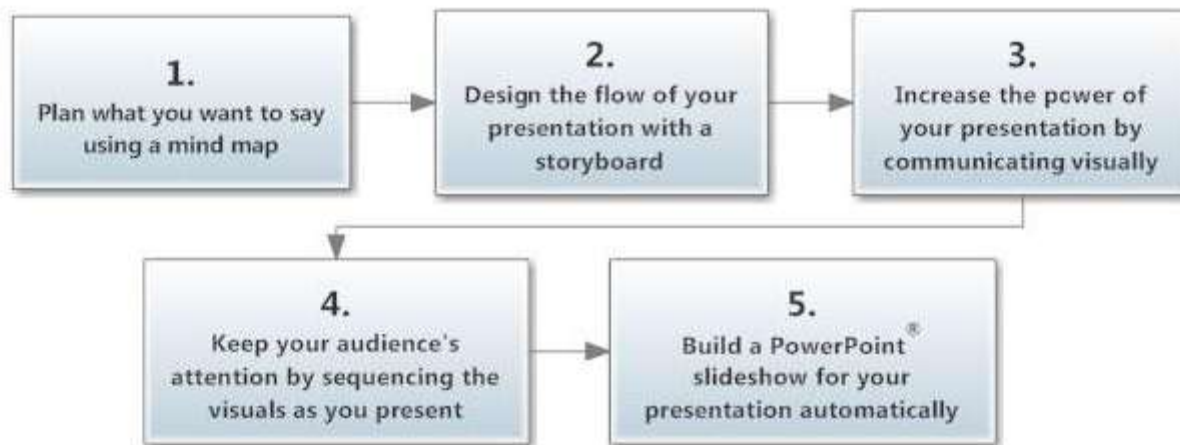 1.
Plan what you want to say
using a mind map
2.
Design the flow of your
presentation with a
storyboard
3.
Increase the power of
your presentation by
communicating visually
4.
Keep your audience's
attention by sequencing the
visuals as you present
5.
Build a PowerPoint®
slideshow for your
presentation automatically